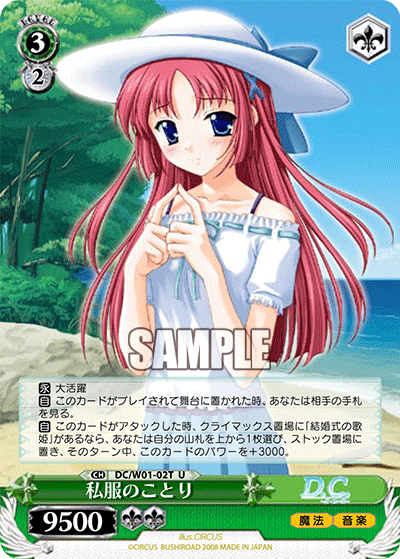 LEVEL
3
2
SAMPLE
永 大活躍
自 このカードがプレイされて舞台に置かれた時、あなたは相手の手札
を見る。
自 このカードがアタックした時、クライマックス置場に「結婚式の歌
姫」があるなら、あなたは自分の山札を上から1枚選び、ストック置場に
置き、そのターン中、このカードのパワーを+3000。
CH DC/W01-02T U
私服のことり
9500
D.C.
魔法 音楽
illus.CIRCUS
©CIRCUS BUSHIROAD 2008 MADE IN JAPAN